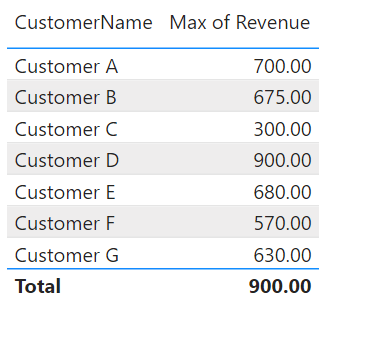 CustomerName Max of Revenue
Customer A 700.00
Customer B 675.00
Customer C 300.00
Customer D 900.00
Customer E 680.00
Customer F 570.00
Customer G 630.00
Total 900.00